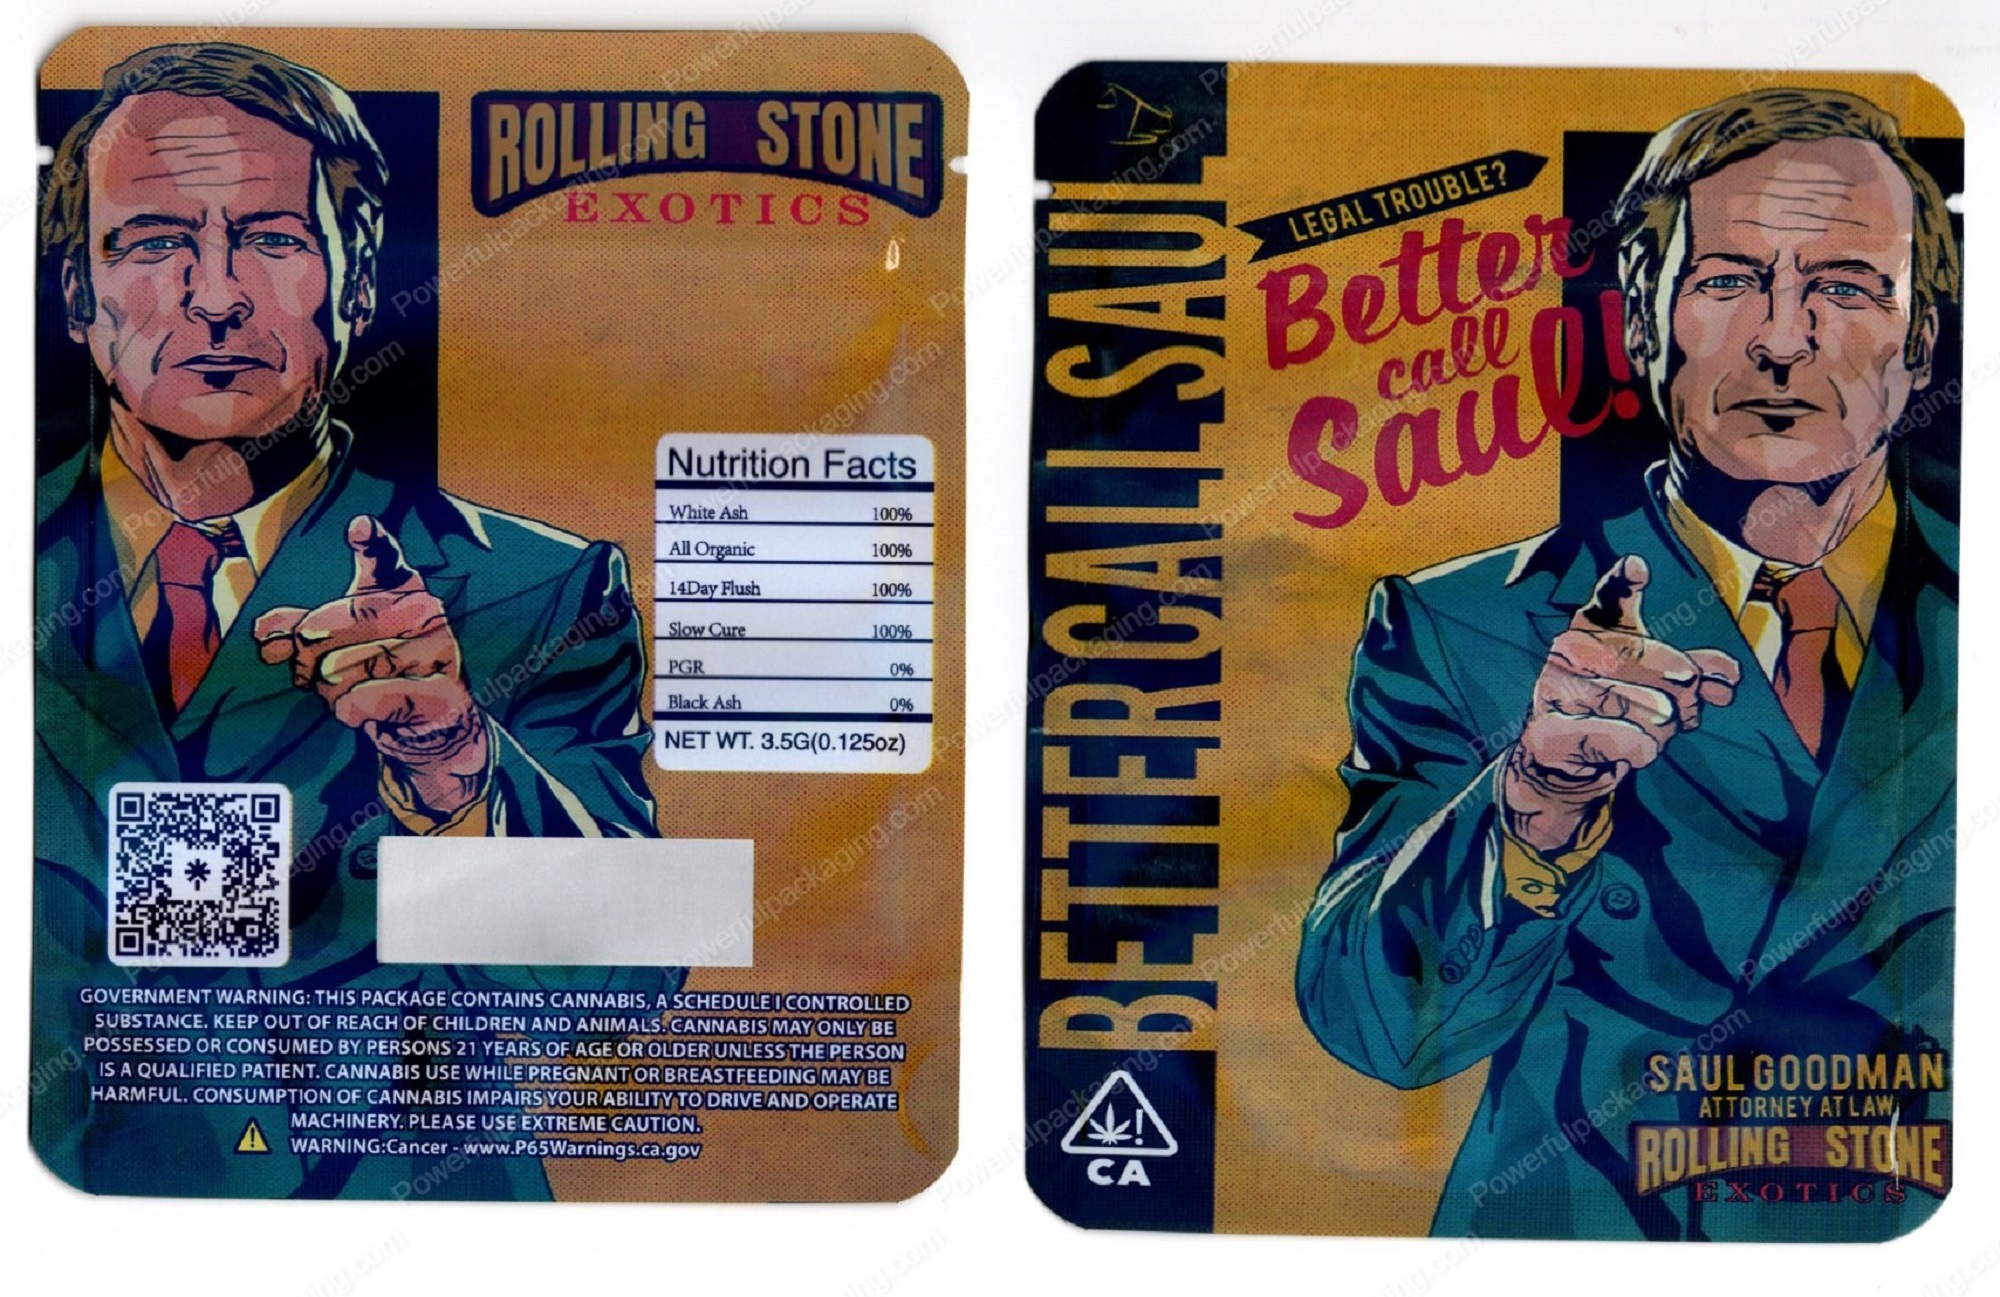 ROLLING STONE
EXOTICS
Nutrition Facts
White Ash 100%
All Organic 100%
14Day Flush 100%
Slow Cure 100%
PGR 0%
Black Ash 0%
NET WT. 3.5G(0.125oz)
GOVERNMENT WARNING: THIS PACKAGE CONTAINS CANNABIS, A SCHEDULE I CONTROLLED
SUBSTANCE. KEEP OUT OF REACH OF CHILDREN AND ANIMALS. CANNABIS MAY ONLY BE
POSSESSED OR CONSUMED BY PERSONS 21 YEARS OF AGE OR OLDER UNLESS THE PERSON
IS A QUALIFIED PATIENT. CANNABIS USE WHILE PREGNANT OR BREASTFEEDING MAY BE
HARMFUL. CONSUMPTION OF CANNABIS IMPAIRS YOUR ABILITY TO DRIVE AND OPERATE
MACHINERY. PLEASE USE EXTREME CAUTION.
WARNING:Cancer - www.P65Warnings.ca.gov
BETTER CALL SAUL
LEGAL TROUBLE?
Better
call
Saul!
SAUL GOODMAN
ATTORNEY AT LAW
ROLLING STONE
EXOTICS
CA
Powerfulpackaging.com